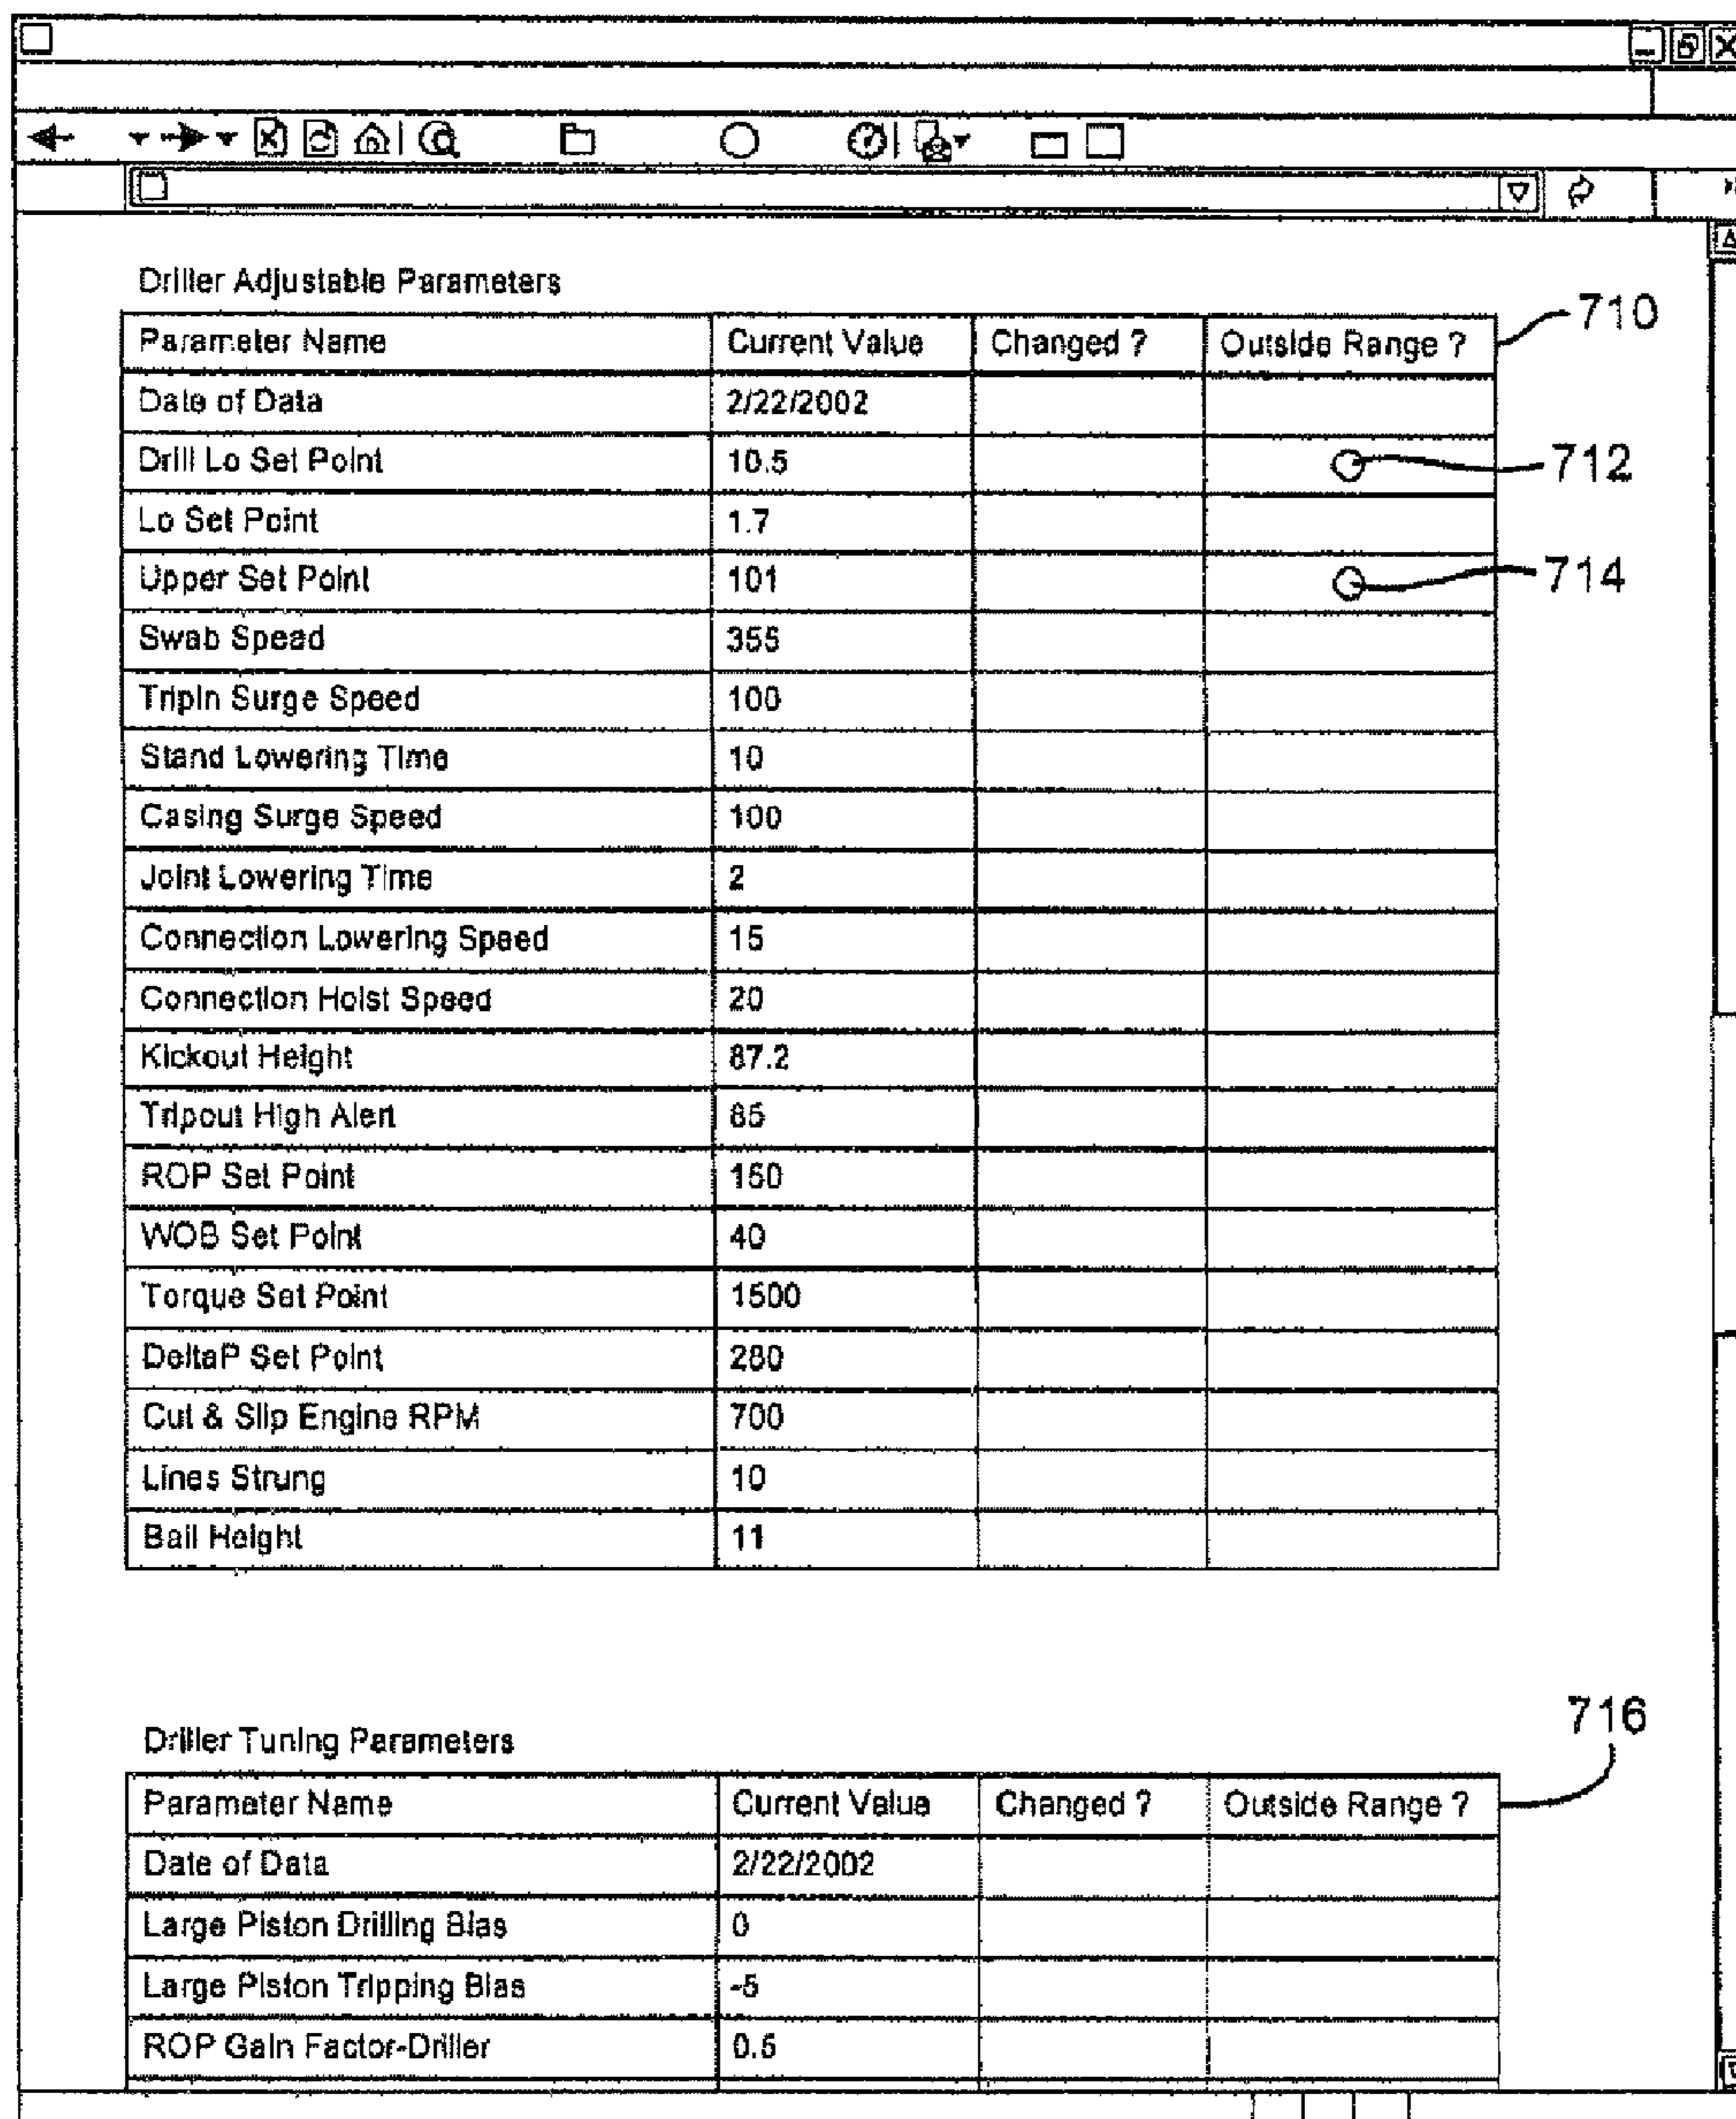 Driller Adjustable Parameters
710
Parameter Name Current Value Changed ? Outside Range ?
Date of Data 2/22/2002
Drill Lo Set Point 10.5 712
Lo Set Point 1.7
Upper Set Point 101 714
Swab Speed 355
TripIn Surge Speed 100
Stand Lowering Time 10
Casing Surge Speed 100
Joint Lowering Time 2
Connection Lowering Speed 15
Connection Hoist Speed 20
Kickout Height 87.2
Tripout High Alert 85
ROP Set Point 150
WOB Set Point 40
Torque Set Point 1500
DeltaP Set Point 280
Cut & Slip Engine RPM 700
Lines Strung 10
Bail Height 11
716
Driller Tuning Parameters
Parameter Name Current Value Changed ? Outside Range ?
Date of Data 2/22/2002
Large Piston Drilling Bias 0
Large Piston Tripping Bias -5
ROP Gain Factor-Driller 0.5